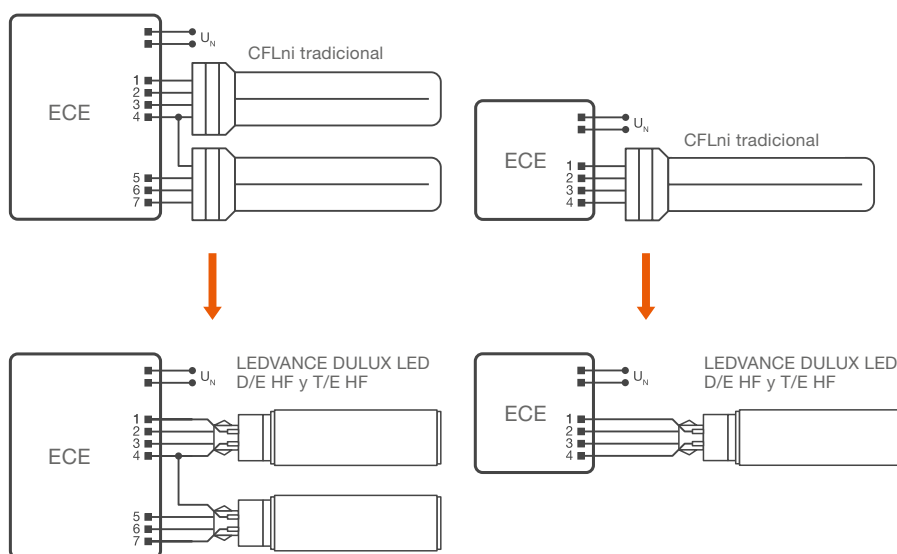 U_N
CFLni tradicional
1
2
3
4
ECE
5
6
7
U_N
CFLni tradicional
ECE
1
2
3
4
LEDVANCE DULUX LED
D/E HF y T/E HF
U_N
1
2
3
4
ECE
5
6
7
LEDVANCE DULUX LED
D/E HF y T/E HF
U_N
ECE
1
2
3
4